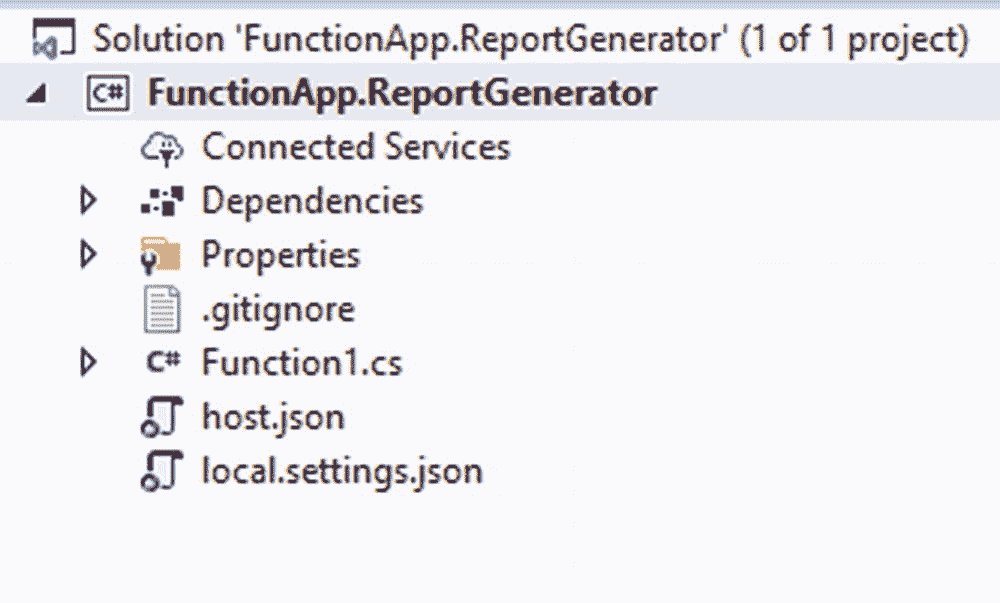 Solution 'FunctionApp.ReportGenerator' (1 of 1 project)
C# FunctionApp.ReportGenerator
Connected Services
Dependencies
Properties
.gitignore
C# Function1.cs
host.json
local.settings.json